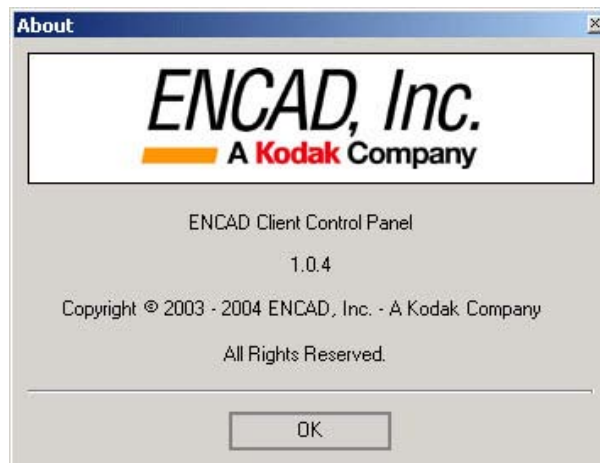 About
ENCAD, Inc.
A Kodak Company
ENCAD Client Control Panel
1.0.4
Copyright © 2003 - 2004 ENCAD, Inc. - A Kodak Company
All Rights Reserved.
OK